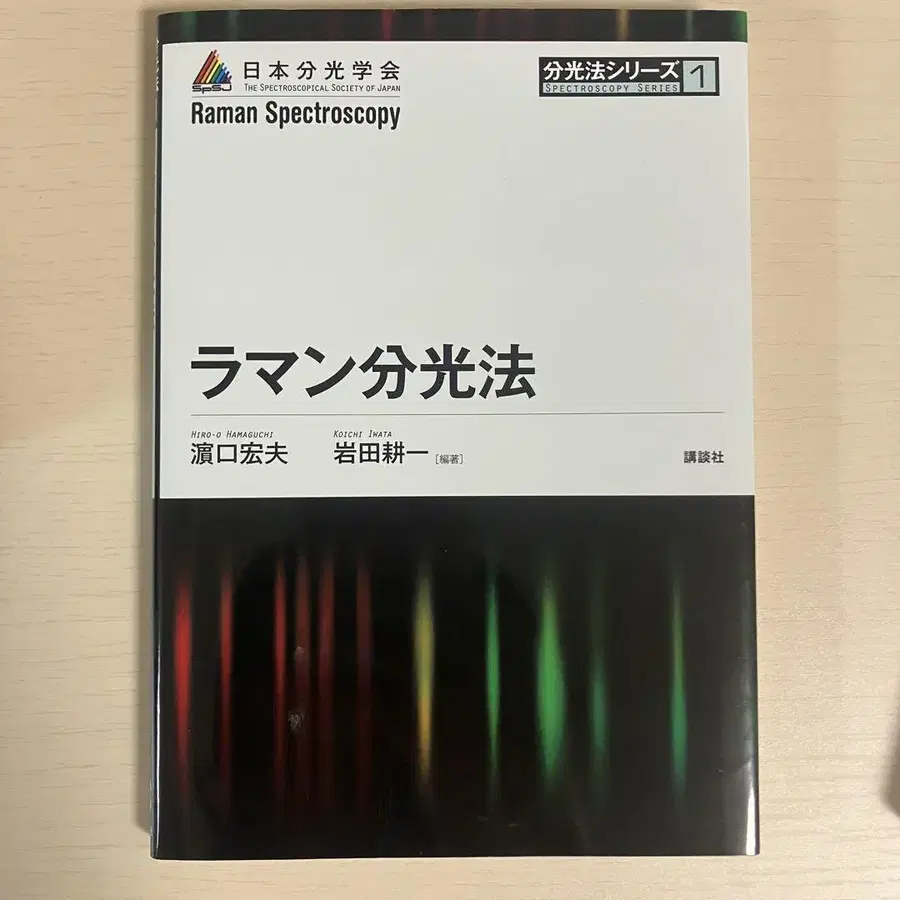 日本分光学会
THE SPECTROSCOPICAL SOCIETY OF JAPAN
SPSJ
Raman Spectroscopy
分光法シリーズ 1
SPECTROSCOPY SERIES
ラマン分光法
HIRO-O HAMAGUCHI KOICHI IWATA
濵口宏夫 岩田耕一 [編著] 講談社